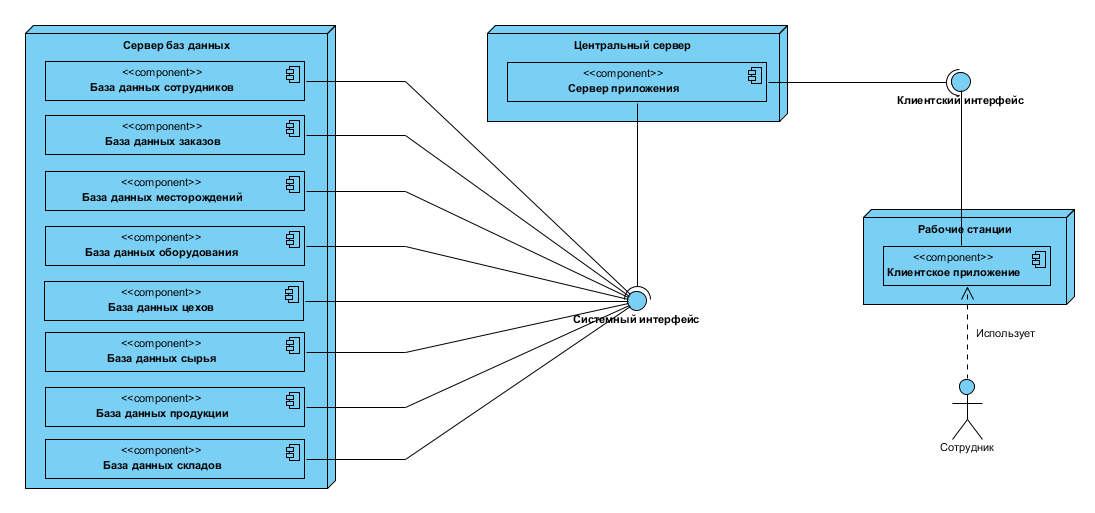 Сервер баз данных
<<component>>
База данных сотрудников
<<component>>
База данных заказов
<<component>>
База данных месторождений
<<component>>
База данных оборудования
<<component>>
База данных цехов
<<component>>
База данных сырья
<<component>>
База данных продукции
<<component>>
База данных складов
Центральный сервер
<<component>>
Сервер приложения
Системный интерфейс
Клиентский интерфейс
Рабочие станции
<<component>>
Клиентское приложение
Использует
Сотрудник